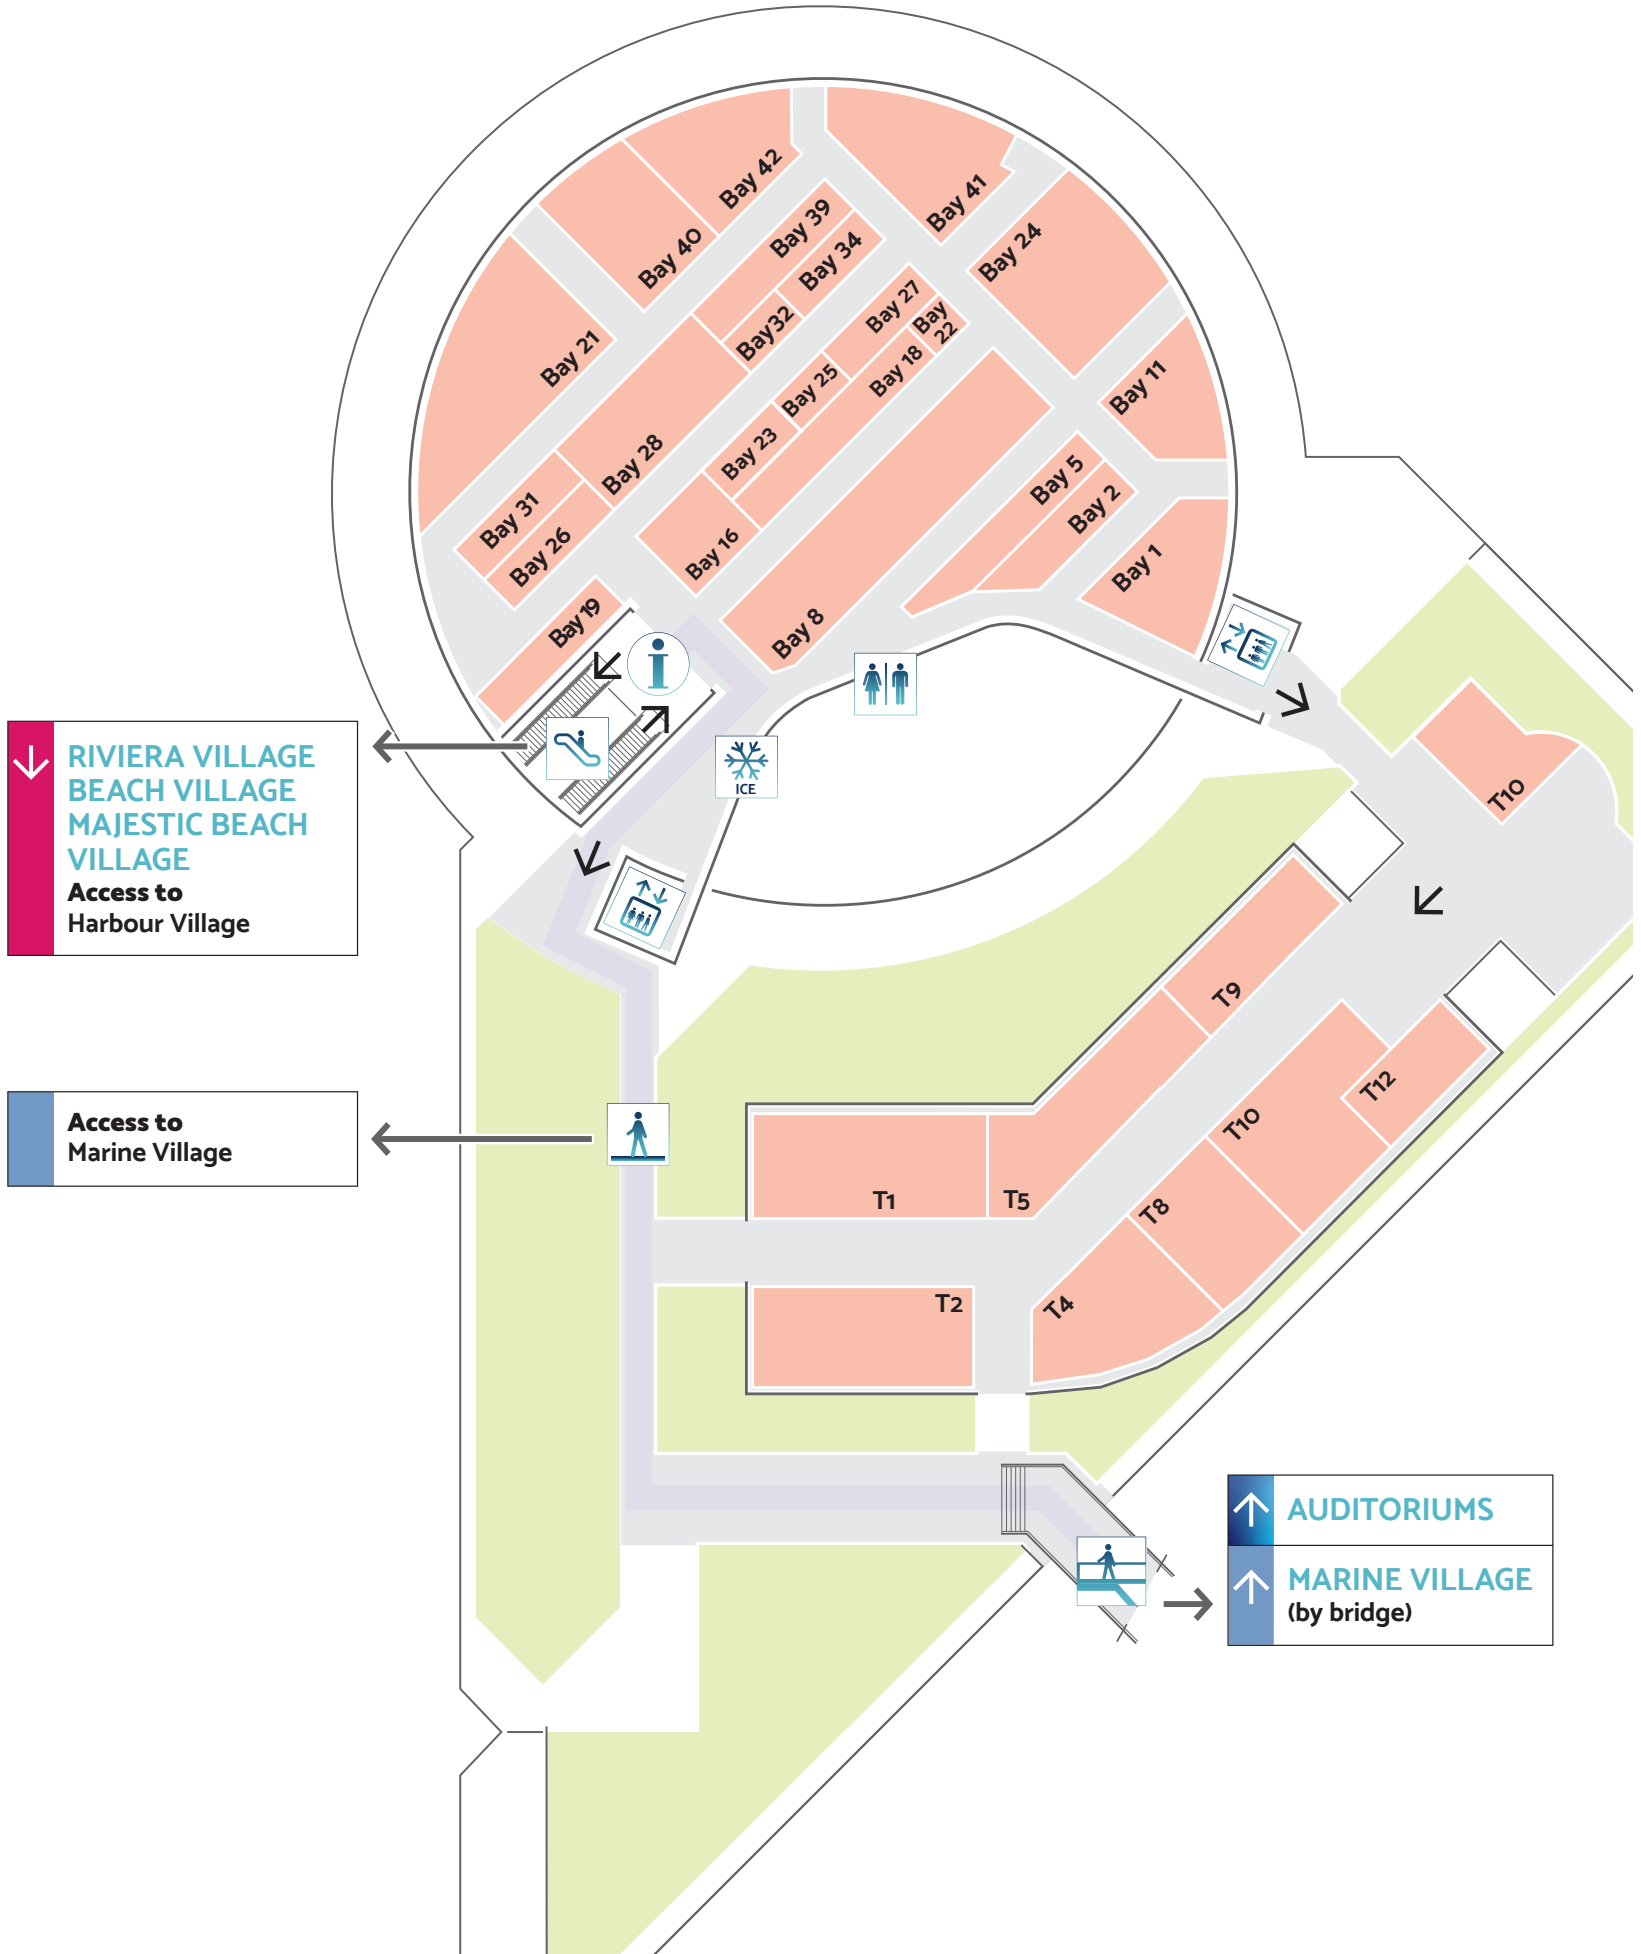 Bay 42
Bay 41
Bay 39
Bay 40
Bay 34
Bay 24
Bay 27
Bay
22
Bay32
Bay 21
Bay 18
Bay 25
Bay 11
Bay 23
Bay 28
Bay 5
Bay 2
Bay 31
Bay 26
Bay 16
Bay 1
Bay19
Bay 8
ICE
RIVIERA VILLAGE
BEACH VILLAGE
MAJESTIC BEACH
VILLAGE
Access to
Harbour Village
T10
T9
Access to
Marine Village
T12
T10
T1
T5
T8
T2
T4
AUDITORIUMS
MARINE VILLAGE
(by bridge)